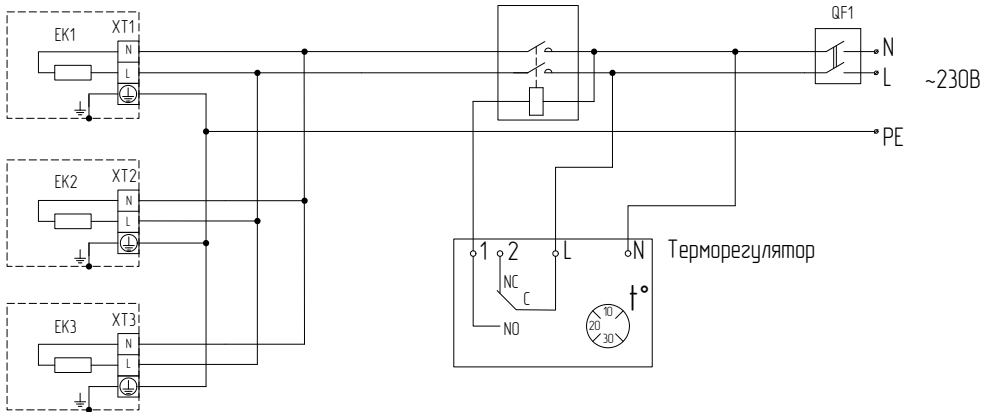 QF1
EK1
XT1
N
L
N
L
~230В
PE
EK2
XT2
N
L
1
2
L
N
Терморегулятор
NC
C
NO
t°
10
20
30
EK3
XT3
N
L